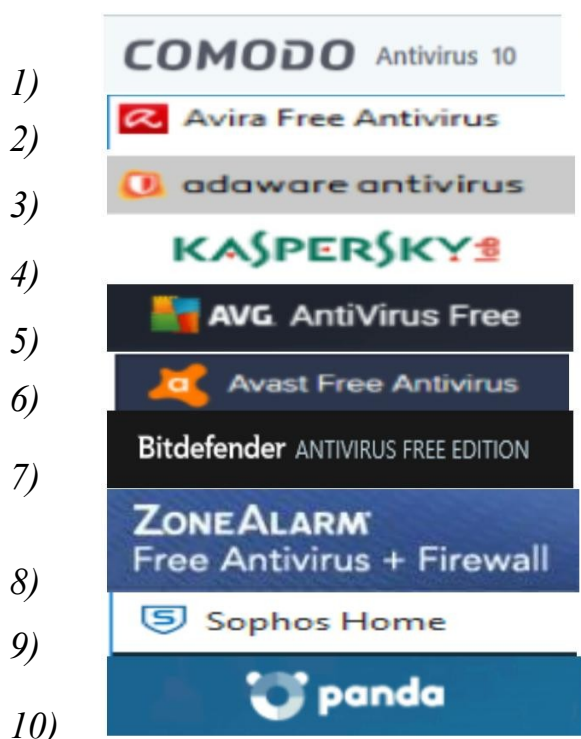 1) COMODO Antivirus 10
2) Avira Free Antivirus
3) adaware antivirus
4) KASPERSKY lab
5) AVG AntiVirus Free
6) a Avast Free Antivirus
7) Bitdefender ANTIVIRUS FREE EDITION
8) ZONEALARM
Free Antivirus + Firewall
9) S Sophos Home
10) panda